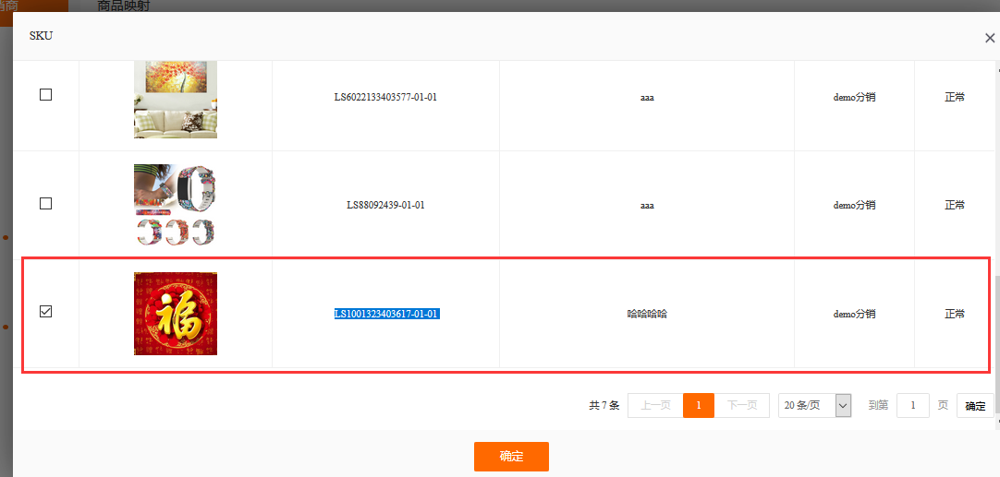 销商 商品映射
SKU
LS6022133403577-01-01 aaa demo分销 正常
LS88092439-01-01 aaa demo分销 正常
福
LS1001323403617-01-01 哈哈哈哈 demo分销 正常
共 7 条 上一页 1 下一页 20 条/页 到第 1 页 确定
确定